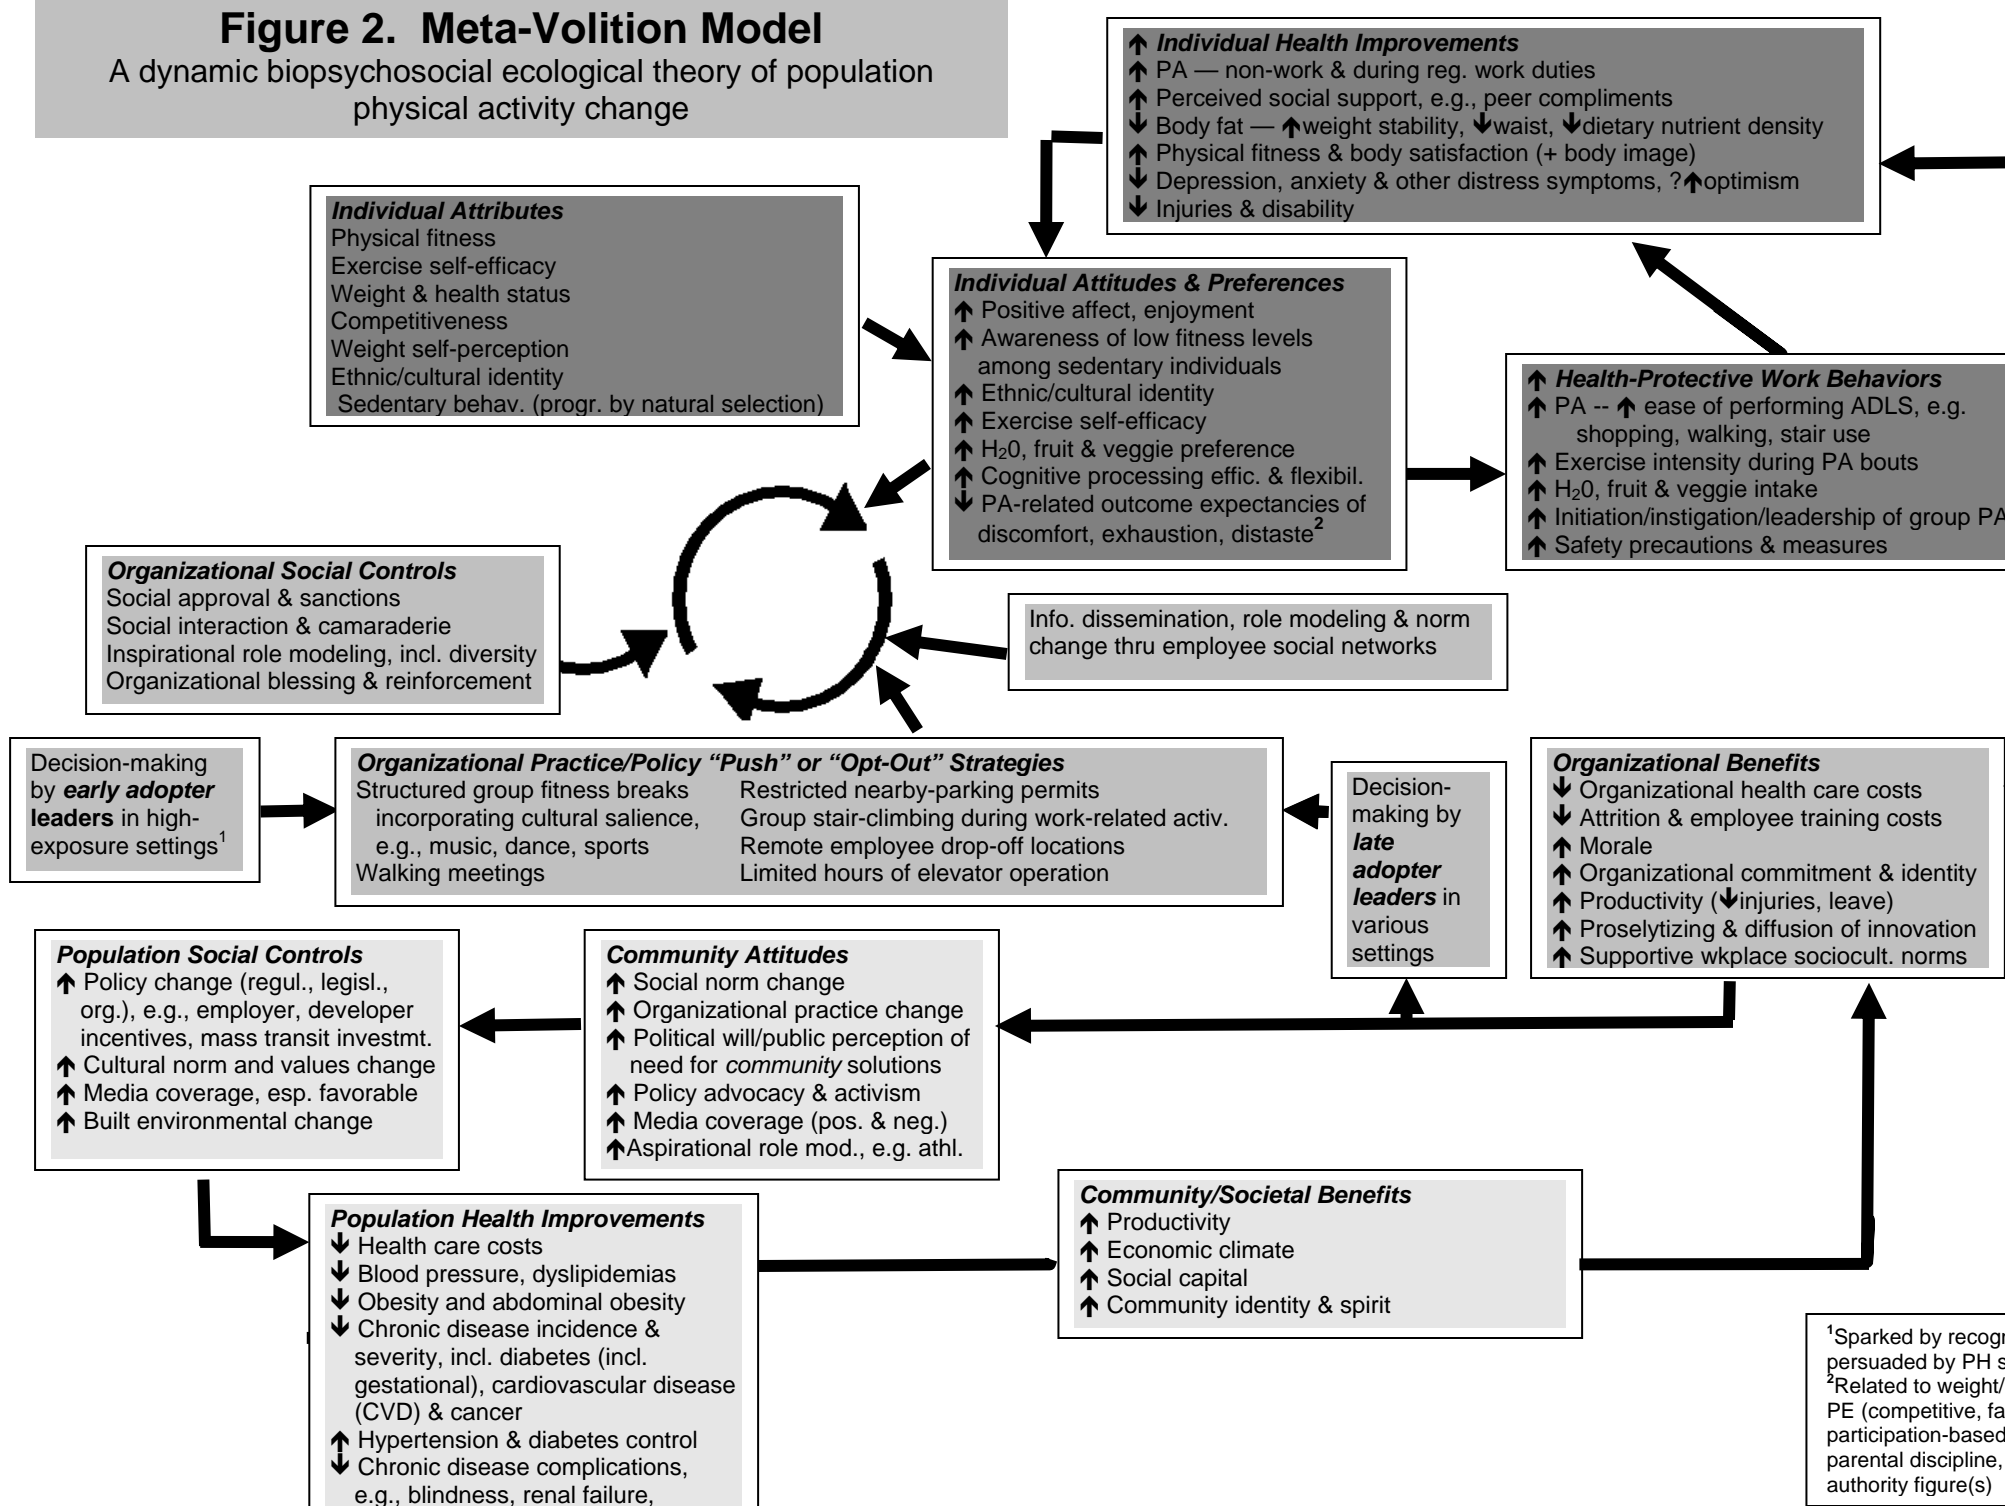 Figure 2. Meta-Volition Model
A dynamic biopsychosocial ecological theory of population
physical activity change
↑ Individual Health Improvements
↑ PA — non-work & during reg. work duties
↑ Perceived social support, e.g., peer compliments
↓ Body fat — ↑weight stability, ↓waist, ↓dietary nutrient density
↑ Physical fitness & body satisfaction (+ body image)
↓ Depression, anxiety & other distress symptoms, ?↑optimism
↓ Injuries & disability
Individual Attributes
Physical fitness
Exercise self-efficacy
Weight & health status
Competitiveness
Weight self-perception
Ethnic/cultural identity
Sedentary behav. (progr. by natural selection)
Individual Attitudes & Preferences
↑ Positive affect, enjoyment
↑ Awareness of low fitness levels
among sedentary individuals
↑ Ethnic/cultural identity
↑ Exercise self-efficacy
↑ H₂0, fruit & veggie preference
↑ Cognitive processing effic. & flexibil.
↓ PA-related outcome expectancies of
discomfort, exhaustion, distaste²
↑ Health-Protective Work Behaviors
↑ PA -- ↑ ease of performing ADLS, e.g.
shopping, walking, stair use
↑ Exercise intensity during PA bouts
↑ H₂0, fruit & veggie intake
↑ Initiation/instigation/leadership of group PA
↑ Safety precautions & measures
Organizational Social Controls
Social approval & sanctions
Social interaction & camaraderie
Inspirational role modeling, incl. diversity
Organizational blessing & reinforcement
Info. dissemination, role modeling & norm
change thru employee social networks
Decision-making
by early adopter
leaders in high-
exposure settings¹
Organizational Practice/Policy “Push” or “Opt-Out” Strategies
Structured group fitness breaks
incorporating cultural salience,
e.g., music, dance, sports
Walking meetings
Restricted nearby-parking permits
Group stair-climbing during work-related activ.
Remote employee drop-off locations
Limited hours of elevator operation
Decision-
making by
late
adopter
leaders in
various
settings
Organizational Benefits
↓ Organizational health care costs
↓ Attrition & employee training costs
↑ Morale
↑ Organizational commitment & identity
↑ Productivity (↓injuries, leave)
↑ Proselytizing & diffusion of innovation
↑ Supportive wkplace sociocult. norms
Population Social Controls
↑ Policy change (regul., legisl.,
org.), e.g., employer, developer
incentives, mass transit investmt.
↑ Cultural norm and values change
↑ Media coverage, esp. favorable
↑ Built environmental change
Community Attitudes
↑ Social norm change
↑ Organizational practice change
↑ Political will/public perception of
need for community solutions
↑ Policy advocacy & activism
↑ Media coverage (pos. & neg.)
↑Aspirational role mod., e.g. athl.
Population Health Improvements
↓ Health care costs
↓ Blood pressure, dyslipidemias
↓ Obesity and abdominal obesity
↓ Chronic disease incidence &
severity, incl. diabetes (incl.
gestational), cardiovascular disease
(CVD) & cancer
↑ Hypertension & diabetes control
↓ Chronic disease complications,
e.g., blindness, renal failure,
Community/Societal Benefits
↑ Productivity
↑ Economic climate
↑ Social capital
↑ Community identity & spirit
¹Sparked by
persuaded by PH
²Related to weight/
PE (competitive,
participation-based
parental discipline,
authority figure(s)